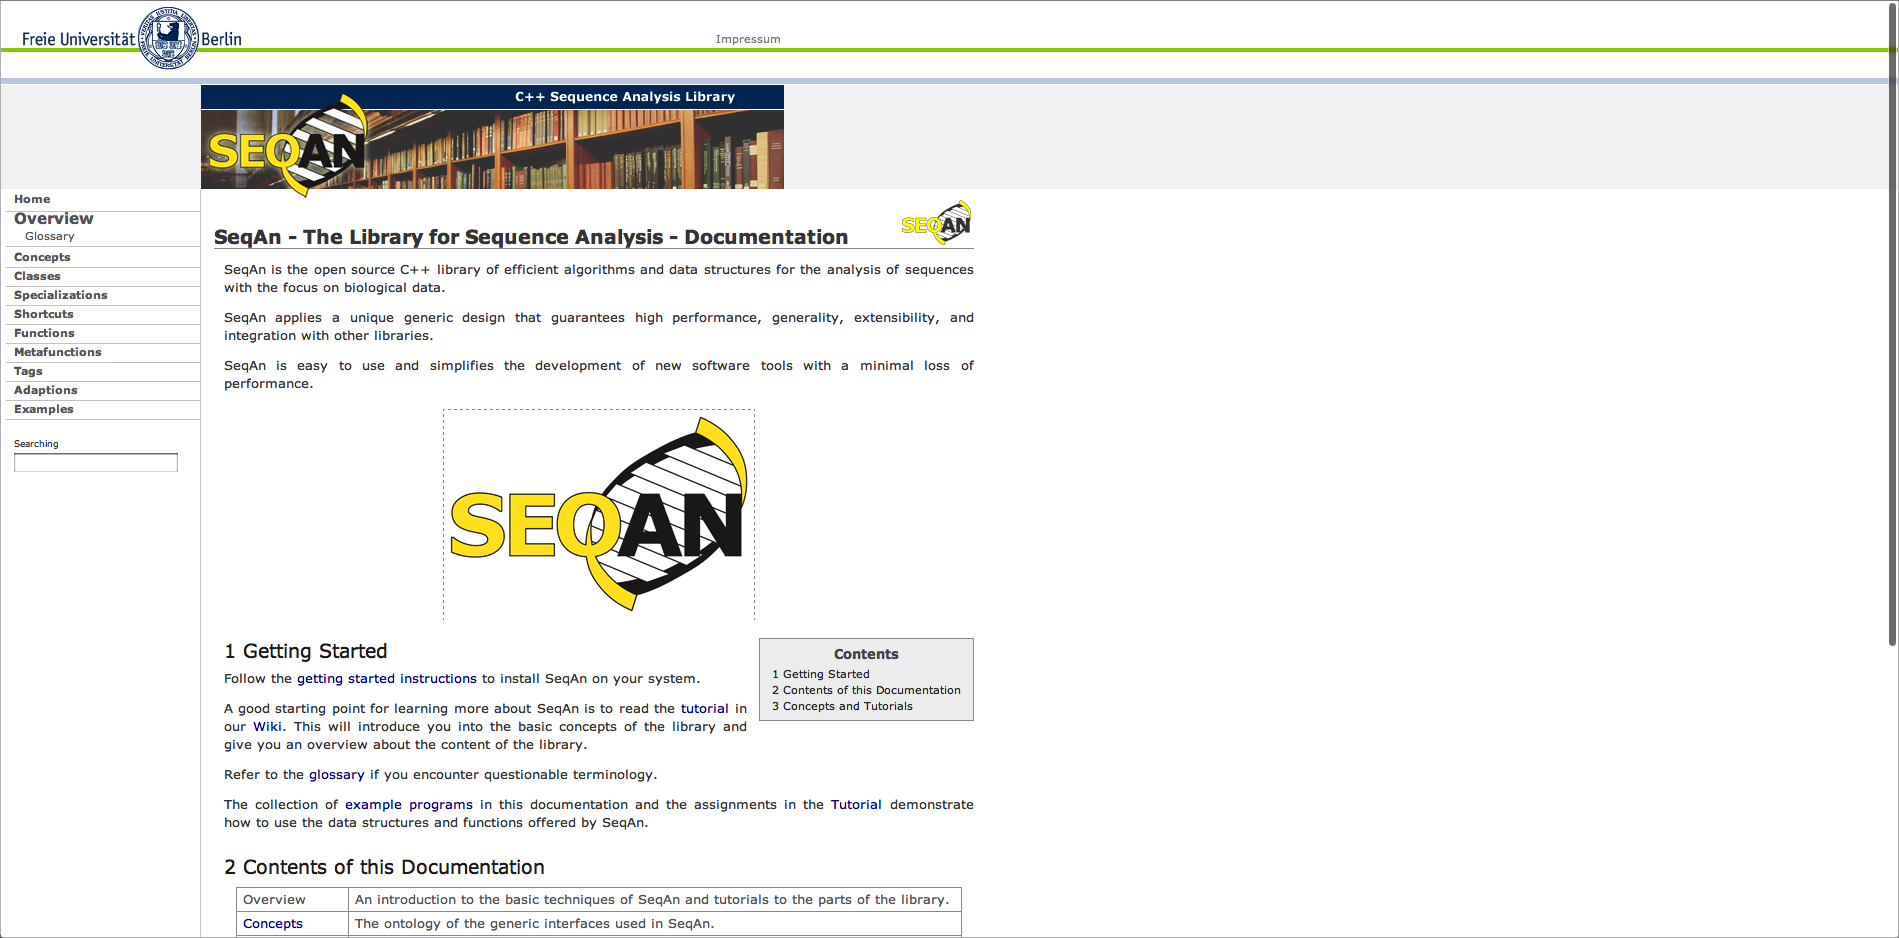 Freie Universität Berlin
Impressum
C++ Sequence Analysis Library
SEQAN
Home
Overview
Glossary
Concepts
Classes
Specializations
Shortcuts
Functions
Metafunctions
Tags
Adaptions
Examples
Searching
SEQAN
SeqAn - The Library for Sequence Analysis - Documentation
SeqAn is the open source C++ library of efficient algorithms and data structures for the analysis of sequences
with the focus on biological data.
SeqAn applies a unique generic design that guarantees high performance, generality, extensibility, and
integration with other libraries.
SeqAn is easy to use and simplifies the development of new software tools with a minimal loss of
performance.
SEQAN
1 Getting Started
Follow the getting started instructions to install SeqAn on your system.
A good starting point for learning more about SeqAn is to read the tutorial in
our Wiki. This will introduce you into the basic concepts of the library and
give you an overview about the content of the library.
Contents
1 Getting Started
2 Contents of this Documentation
3 Concepts and Tutorials
Refer to the glossary if you encounter questionable terminology.
The collection of example programs in this documentation and the assignments in the Tutorial demonstrate
how to use the data structures and functions offered by SeqAn.
2 Contents of this Documentation
Overview An introduction to the basic techniques of SeqAn and tutorials to the parts of the library.
Concepts The ontology of the generic interfaces used in SeqAn.